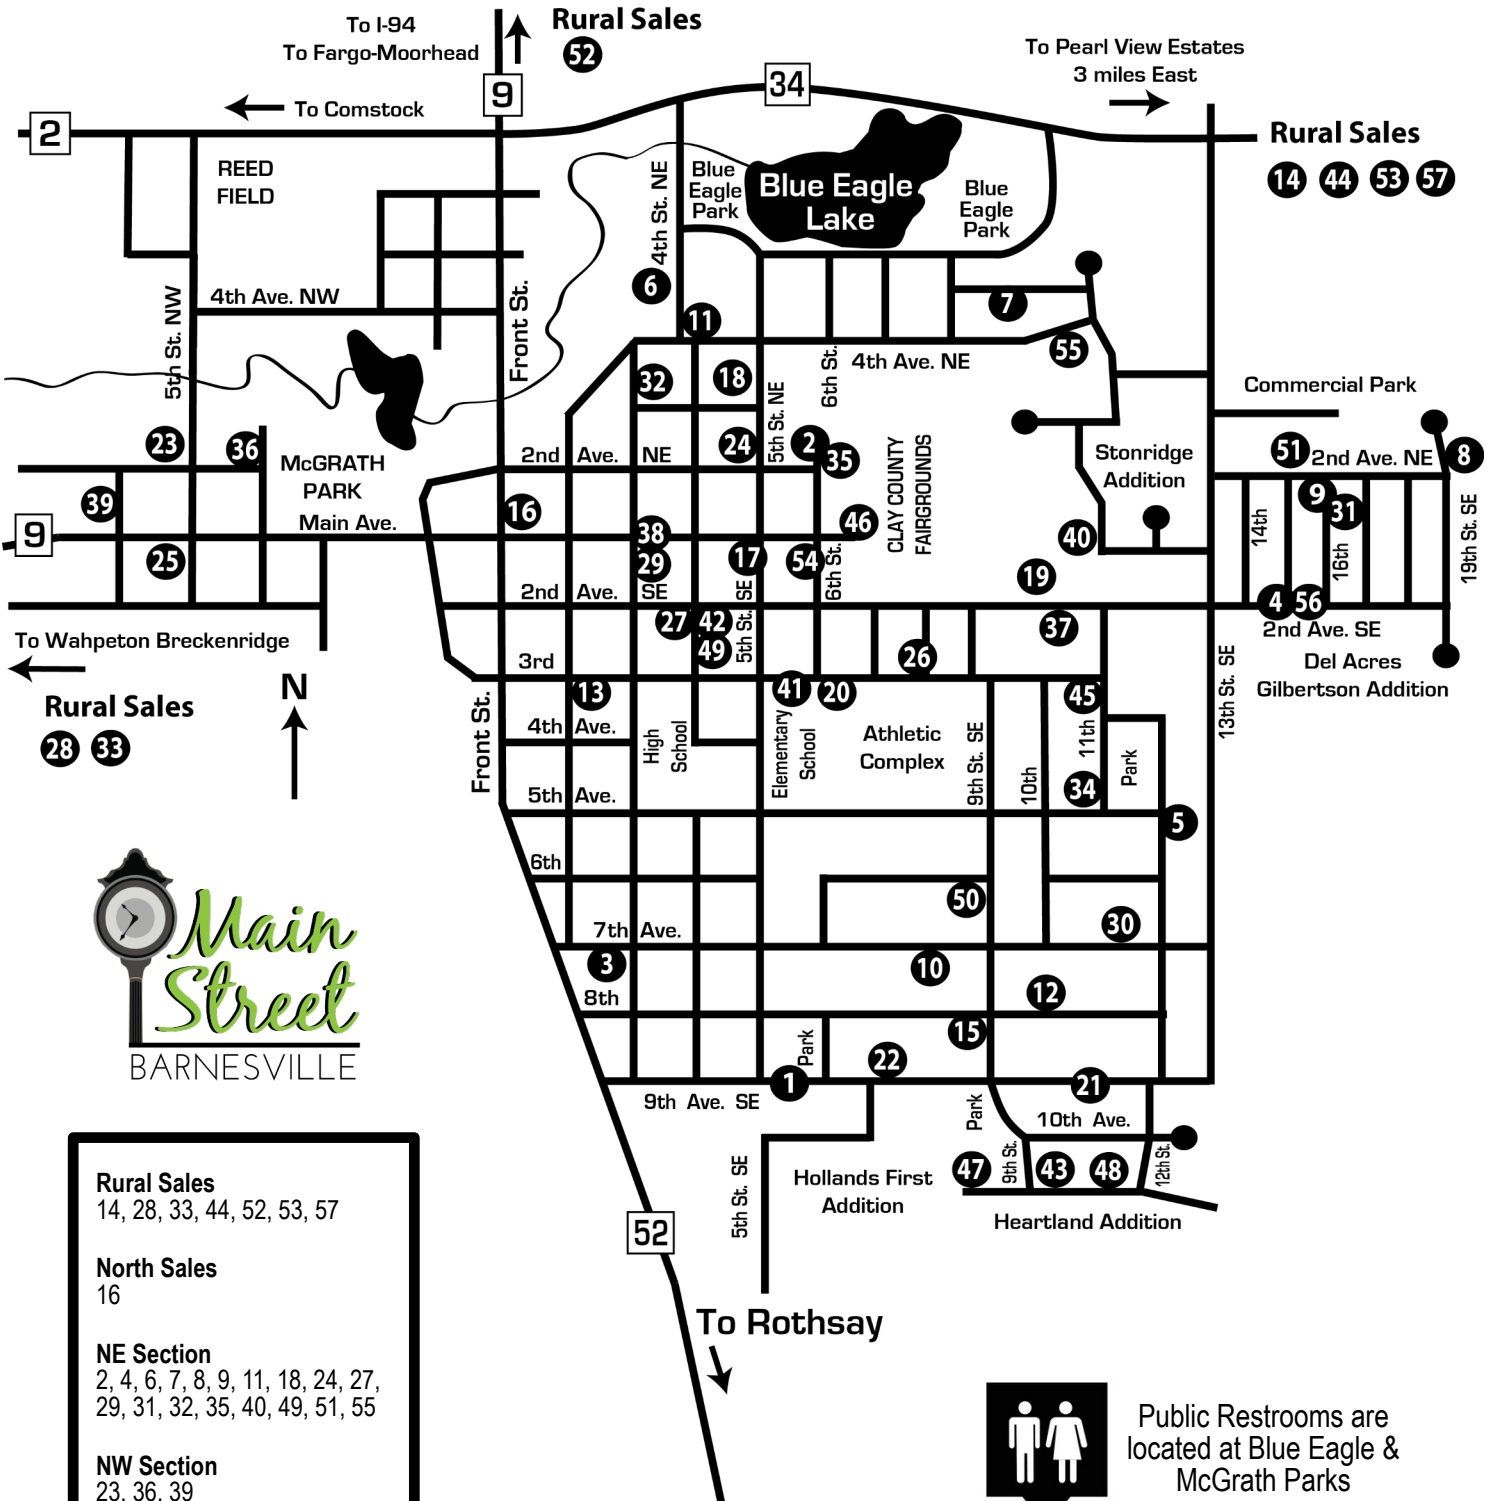 To I-94
To Fargo-Moorhead
Rural Sales
52
9
34
To Pearl View Estates
3 miles East
To Comstock
2
Rural Sales
14 44 53 57
REED
FIELD
4th St. NE
Blue
Eagle
Park
Blue Eagle
Lake
Blue
Eagle
Park
6
7
4th Ave. NW
5th St. NW
Front St.
11
55
4th Ave. NE
6th St.
32
18
5th St. NE
Commercial Park
23
36
McGRATH
PARK
2nd Ave. NE
24
2
35
CLAY COUNTY
FAIRGROUNDS
Stonridge
Addition
51
2nd Ave. NE
8
39
9
Main Ave.
16
38
46
40
14th
9
31
16th
19th St. SE
25
29
17
54
6th St.
19
2nd Ave. SE
5th St. SE
4
56
2nd Ave. SE
To Wahpeton Breckenridge
27
42
49
26
37
13th St. SE
Del Acres
Gilbertson Addition
3rd
Rural Sales
28 33
N
Front St.
13
41
20
45
4th Ave.
High
School
Elementary
School
Athletic
Complex
9th St. SE
10th
11th
Park
34
5th Ave.
5
6th
50
30
7th Ave.
3
10
12
8th
15
Park
22
1
21
9th Ave. SE
Park
10th Ave.
Main
Street
BARNESVILLE
5th St. SE
Hollands First
Addition
47
9th St.
43
48
12th St.
Heartland Addition
52
To Rothsay
Rural Sales
14, 28, 33, 44, 52, 53, 57
North Sales
16
NE Section
2, 4, 6, 7, 8, 9, 11, 18, 24, 27,
29, 31, 32, 35, 40, 49, 51, 55
NW Section
23, 36, 39
Public Restrooms are
located at Blue Eagle &
McGrath Parks